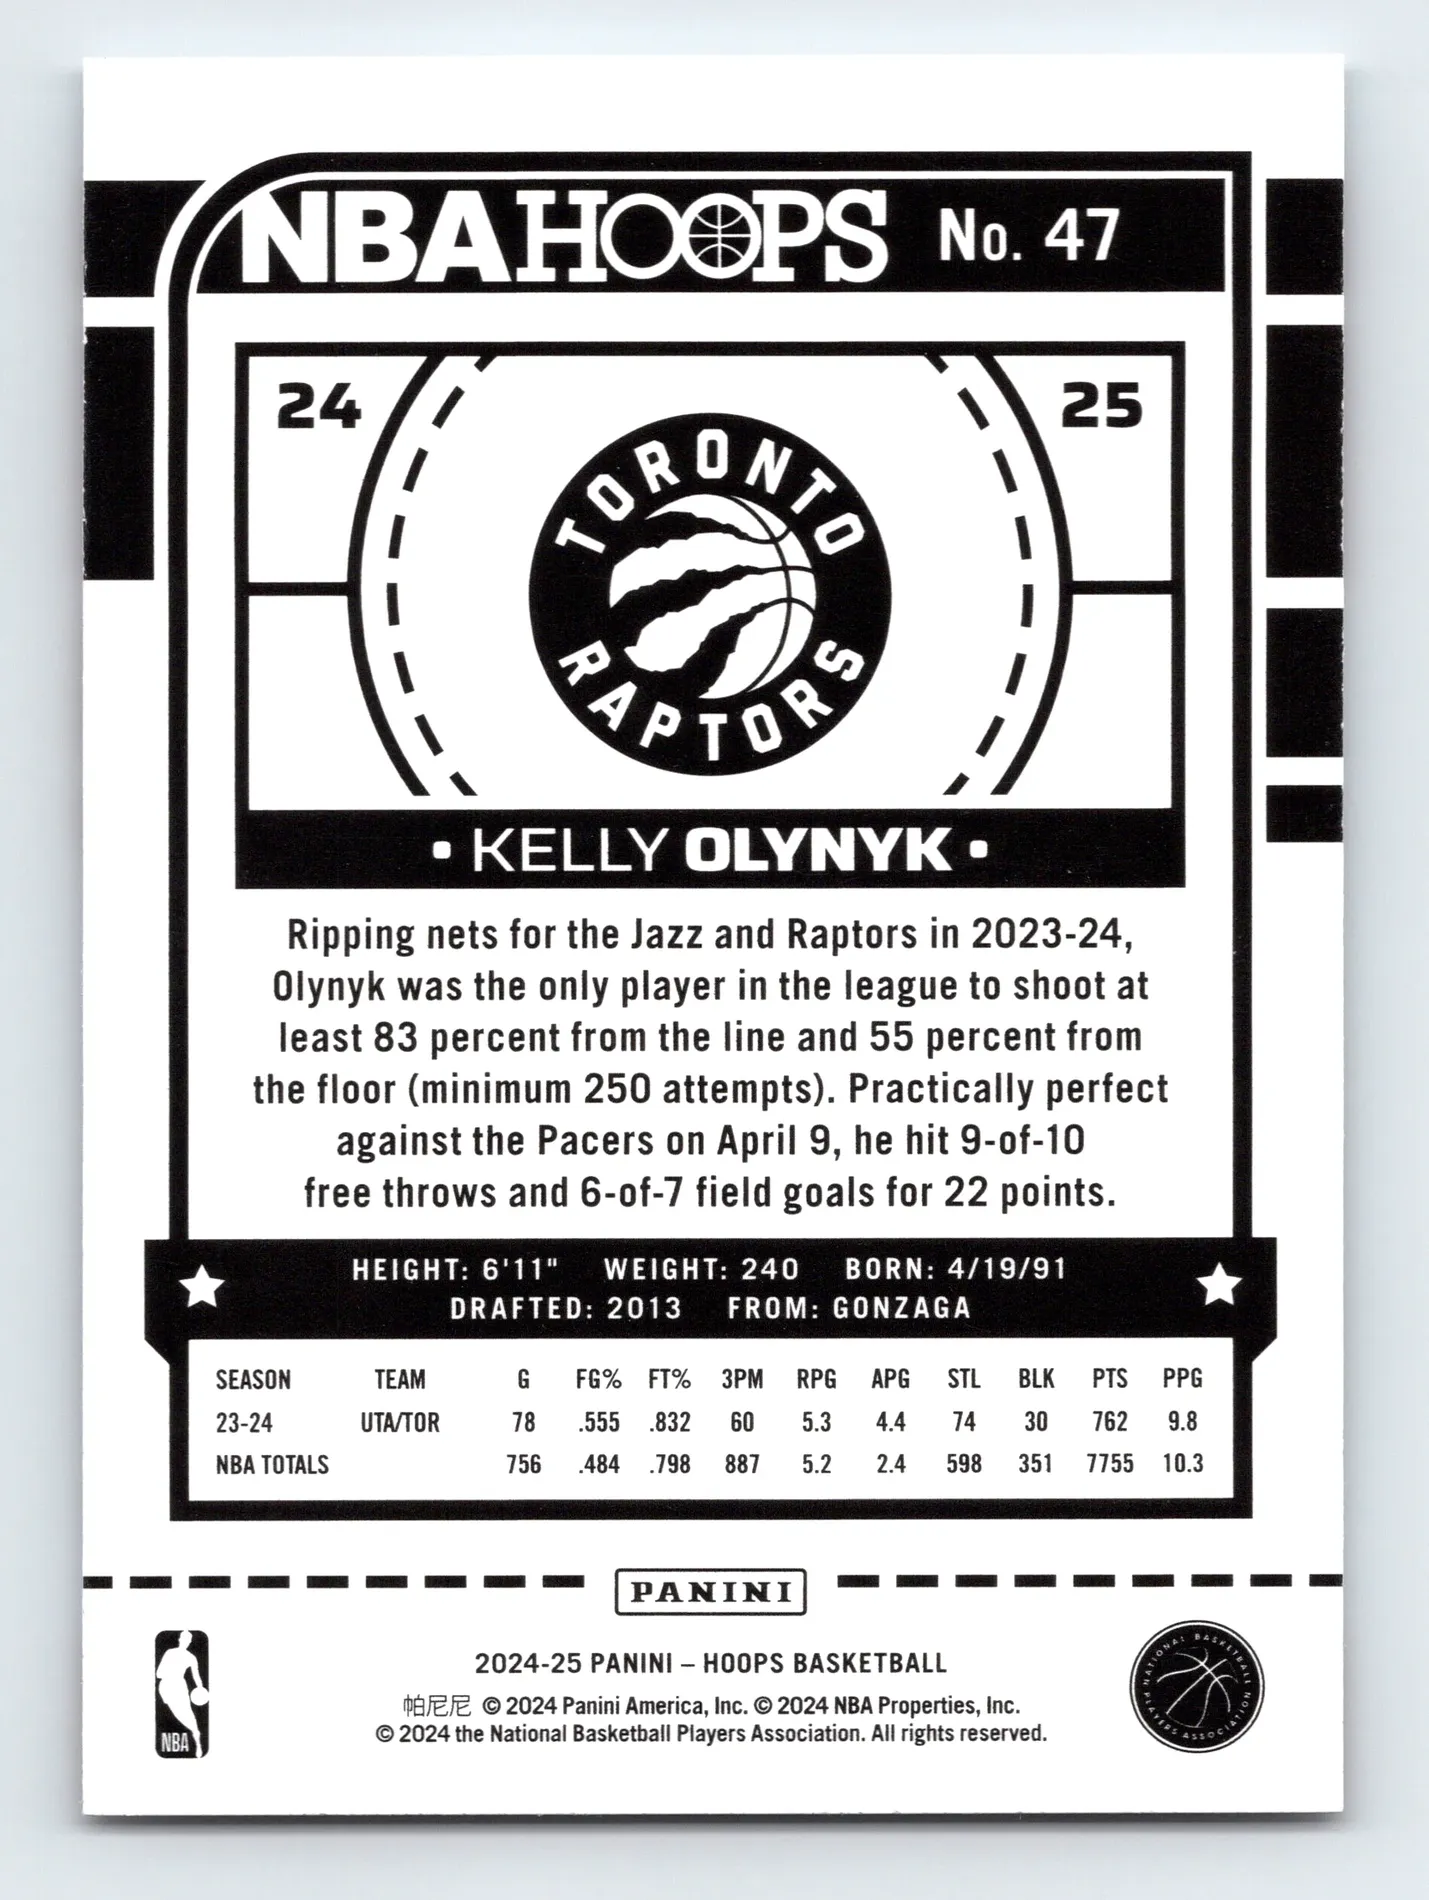 NBA HOOPS No. 47
24 25
TORONTO
RAPTORS
• KELLY OLYNYK •
Ripping nets for the Jazz and Raptors in 2023-24,
Olynyk was the only player in the league to shoot at
least 83 percent from the line and 55 percent from
the floor (minimum 250 attempts). Practically perfect
against the Pacers on April 9, he hit 9-of-10
free throws and 6-of-7 field goals for 22 points.
HEIGHT: 6'11" WEIGHT: 240 BORN: 4/19/91
DRAFTED: 2013 FROM: GONZAGA
SEASON TEAM G FG% FT% 3PM RPG APG STL BLK PTS PPG
23-24 UTA/TOR 78 .555 .832 60 5.3 4.4 74 30 762 9.8
NBA TOTALS 756 .484 .798 887 5.2 2.4 598 351 7755 10.3
PANINI
2024-25 PANINI – HOOPS BASKETBALL
帕尼尼 © 2024 Panini America, Inc. © 2024 NBA Properties, Inc.
© 2024 the National Basketball Players Association. All rights reserved.
NBA
NATIONAL BASKETBALL
PLAYERS ASSOCIATION